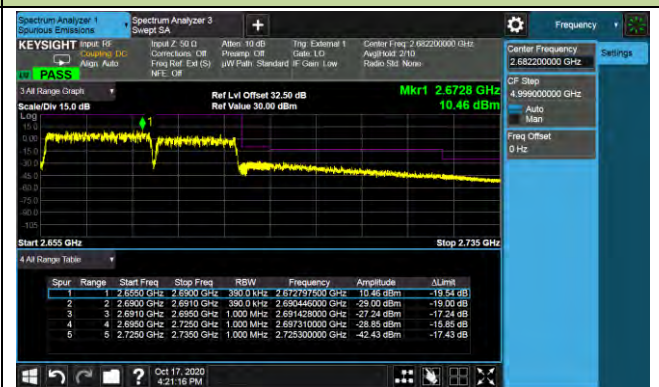 Spectrum Analyzer 1
Spurious Emissions
Spectrum Analyzer 3
Swept SA
Frequency
KEYSIGHT
Input: RF
Coupling: DC
Align: Auto
Input Z: 50 Ω
Corrections: Off
Freq Ref: Ext (S)
NFE: Off
Atten: 10 dB
Preamp: Off
µW Path: Standard
Trig: External 1
Gate: LO
IF Gain: Low
Center Freq: 2.682200000 GHz
Avg|Hold: 2/10
Radio Std: None
PASS
Center Frequency
2.682200000 GHz
Settings
CF Step
4.999000000 GHz
Auto
Man
Freq Offset
0 Hz
3 All Range Graph
Scale/Div 15.0 dB
Ref Lvl Offset 32.50 dB
Ref Value 30.00 dBm
Mkr1 2.6728 GHz
10.46 dBm
Log
15.0
0.00
-15.0
-30.0
-45.0
-60.0
-75.0
-90.0
-105
1
Start 2.655 GHz
Stop 2.735 GHz
4 All Range Table
Spur Range Start Freq Stop Freq RBW Frequency Amplitude ΔLimit
1 1 2.6550 GHz 2.6900 GHz 390.0 kHz 2.672797500 GHz 10.46 dBm -19.54 dB
2 2 2.6900 GHz 2.6910 GHz 390.0 kHz 2.690446000 GHz -29.00 dBm -19.00 dB
3 3 2.6910 GHz 2.6950 GHz 1.000 MHz 2.691428000 GHz -27.24 dBm -17.24 dB
4 4 2.6950 GHz 2.7250 GHz 1.000 MHz 2.697310000 GHz -28.85 dBm -15.85 dB
5 5 2.7250 GHz 2.7350 GHz 1.000 MHz 2.725300000 GHz -42.43 dBm -17.43 dB
Oct 17, 2020
4:21:16 PM